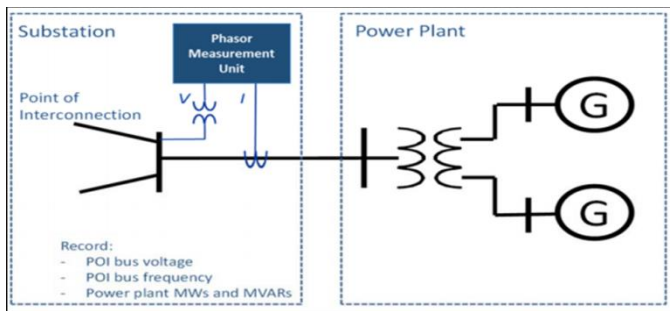 Substation
Phasor
Measurement
Unit
Power Plant
Point of
Interconnection
V
I
G
G
Record:
- POI bus voltage
- POI bus frequency
- Power plant MWs and MVARs